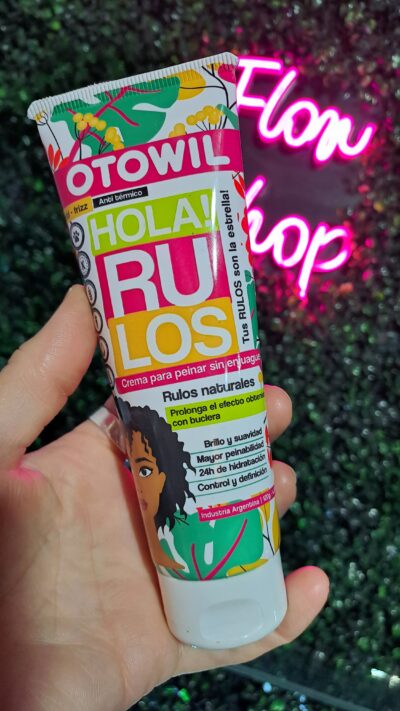 OTOWIL
frizz
Anti térmico
HOLA!
RU
LOS
Tus RULOS son la estrella!
Crema para peinar sin enjuague
Rulos naturales
Prolonga el efecto
con buclera
Brillo y suavidad
Mayor peinabilidad
24h de hidratación
Control y definición
Industria Argentina
Flor
hop